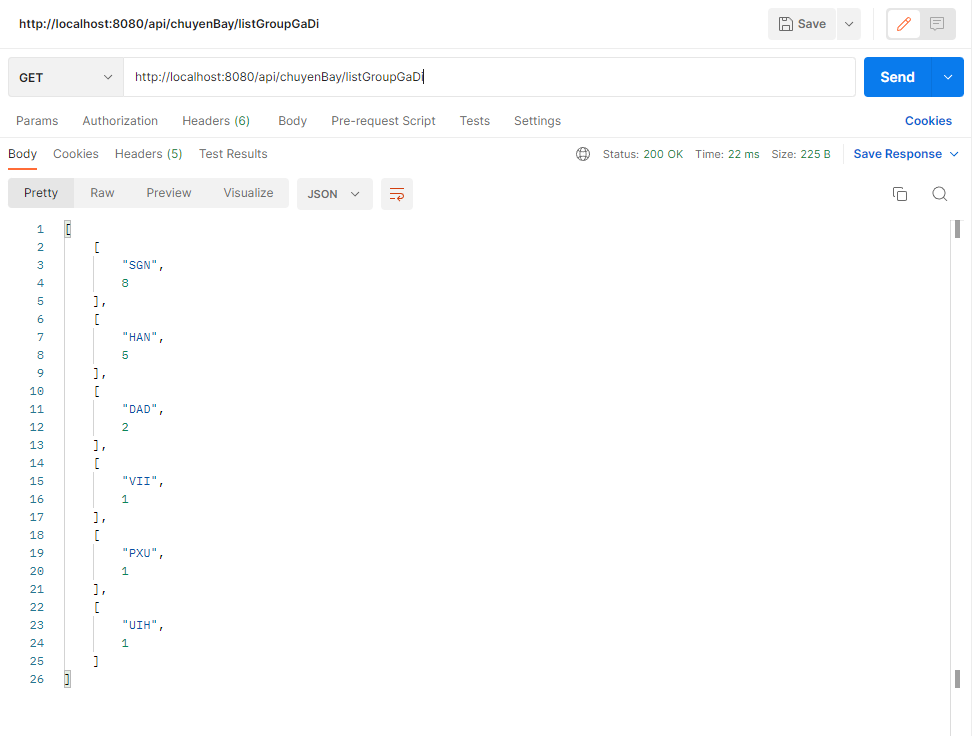 http://localhost:8080/api/chuyenBay/listGroupGaDi Save
GET http://localhost:8080/api/chuyenBay/listGroupGaDi Send
Params Authorization Headers (6) Body Pre-request Script Tests Settings Cookies
Body Cookies Headers (5) Test Results Status: 200 OK Time: 22 ms Size: 225 B Save Response
Pretty Raw Preview Visualize JSON
1 [
2 [
3 "SGN",
4 8
5 ],
6 [
7 "HAN",
8 5
9 ],
10 [
11 "DAD",
12 2
13 ],
14 [
15 "VII",
16 1
17 ],
18 [
19 "PXU",
20 1
21 ],
22 [
23 "UIH",
24 1
25 ]
26 ]